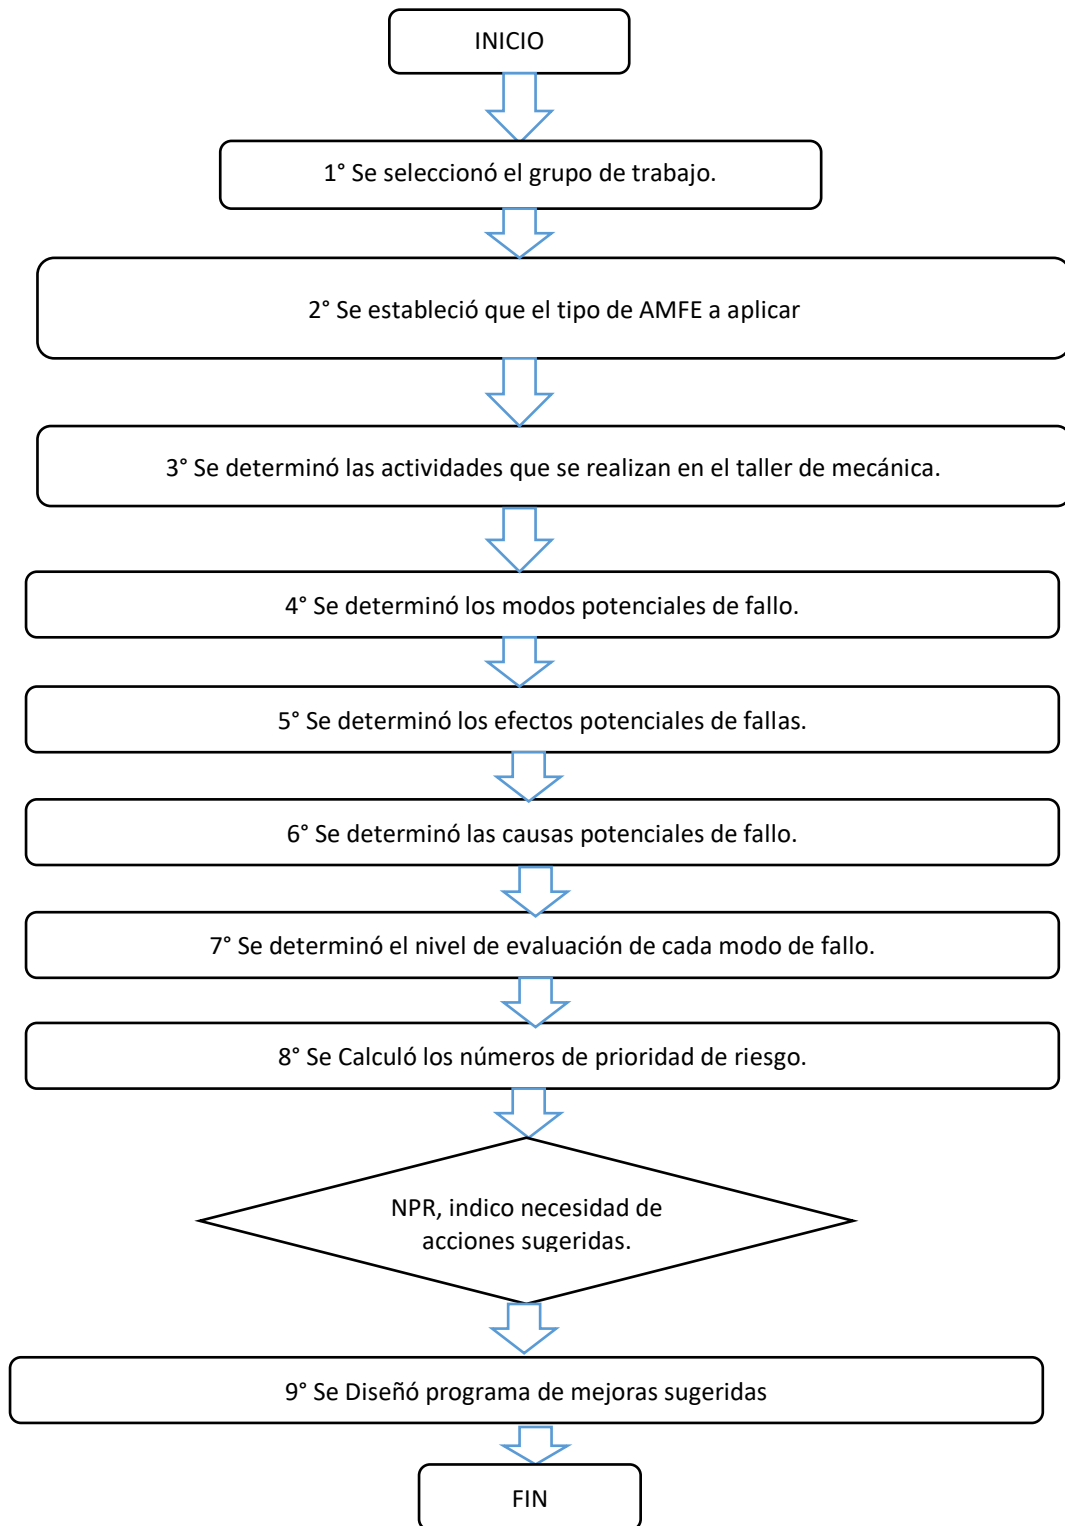 INICIO
1° Se seleccionó el grupo de trabajo.
2° Se estableció que el tipo de AMFE a aplicar
3° Se determinó las actividades que se realizan en el taller de mecánica.
4° Se determinó los modos potenciales de fallo.
5° Se determinó los efectos potenciales de fallas.
6° Se determinó las causas potenciales de fallo.
7° Se determinó el nivel de evaluación de cada modo de fallo.
8° Se Calculó los números de prioridad de riesgo.
NPR, indico necesidad de
acciones sugeridas.
9° Se Diseñó programa de mejoras sugeridas
FIN